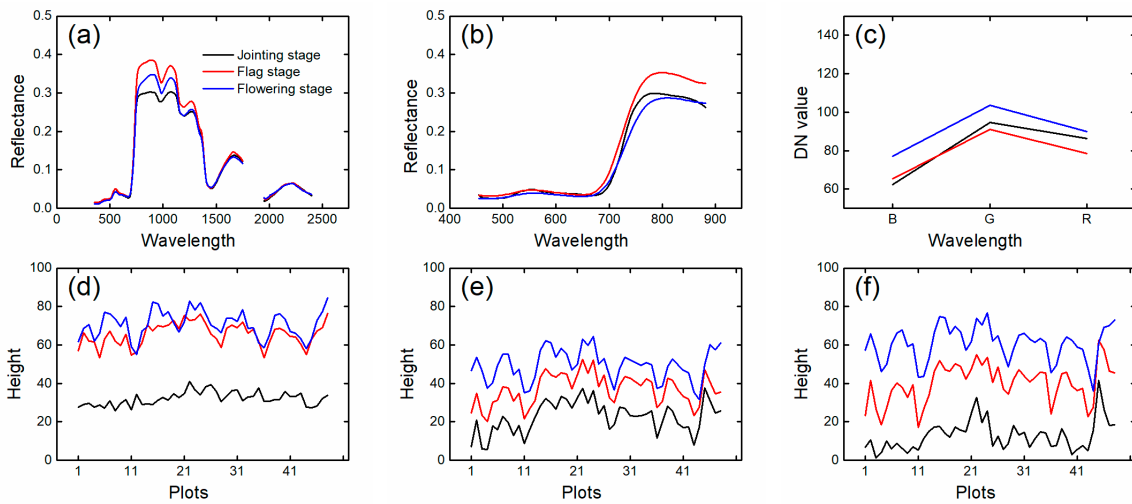 (a)
Jointing stage
Flag stage
Flowering stage
0.5
0.4
0.3
0.2
0.1
0.0
Reflectance
500 1000 1500 2000 2500
Wavelength
(b)
0.5
0.4
0.3
0.2
0.1
0.0
Reflectance
400 500 600 700 800 900
Wavelength
(c)
140
120
100
80
60
DN value
B G R
Wavelength
(d)
100
80
60
40
20
0
Height
1 11 21 31 41
Plots
(e)
100
80
60
40
20
0
Height
1 11 21 31 41
Plots
(f)
100
80
60
40
20
0
Height
1 11 21 31 41
Plots